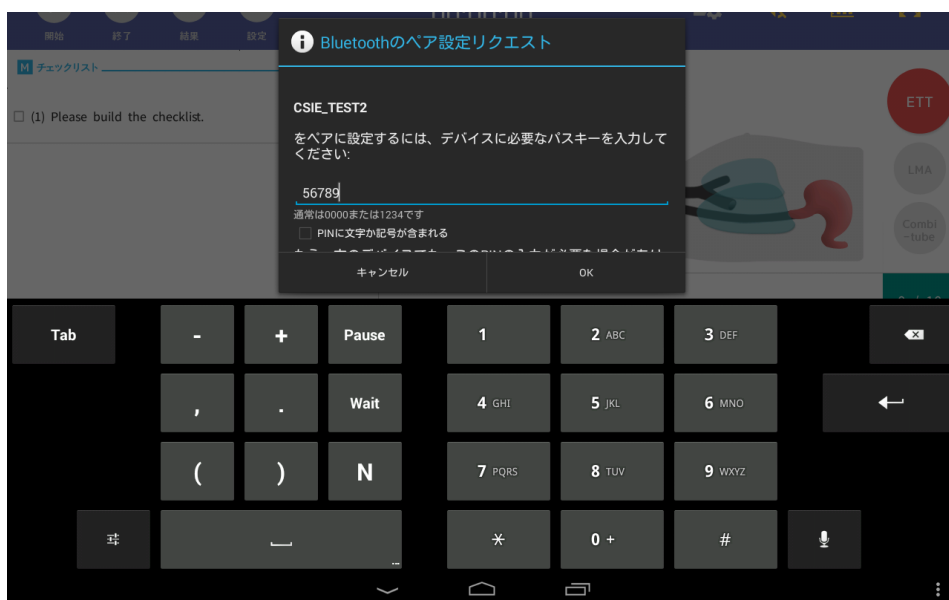 開始 終了 結果 設定
Bluetoothのペア設定リクエスト
M チェックリスト
(1) Please build the checklist.
CSIE_TEST2
をペアに設定するには、デバイスに必要なパスキーを入力して
ください:
56789
通常は0000または1234です
PINに文字か記号が含まれる
キャンセル OK
ETT
LMA
Combi
-tube
Tab - + Pause 1 2 ABC 3 DEF
, . Wait 4 GHI 5 JKL 6 MNO
( ) N 7 PQRS 8 TUV 9 WXYZ
... * 0 + #